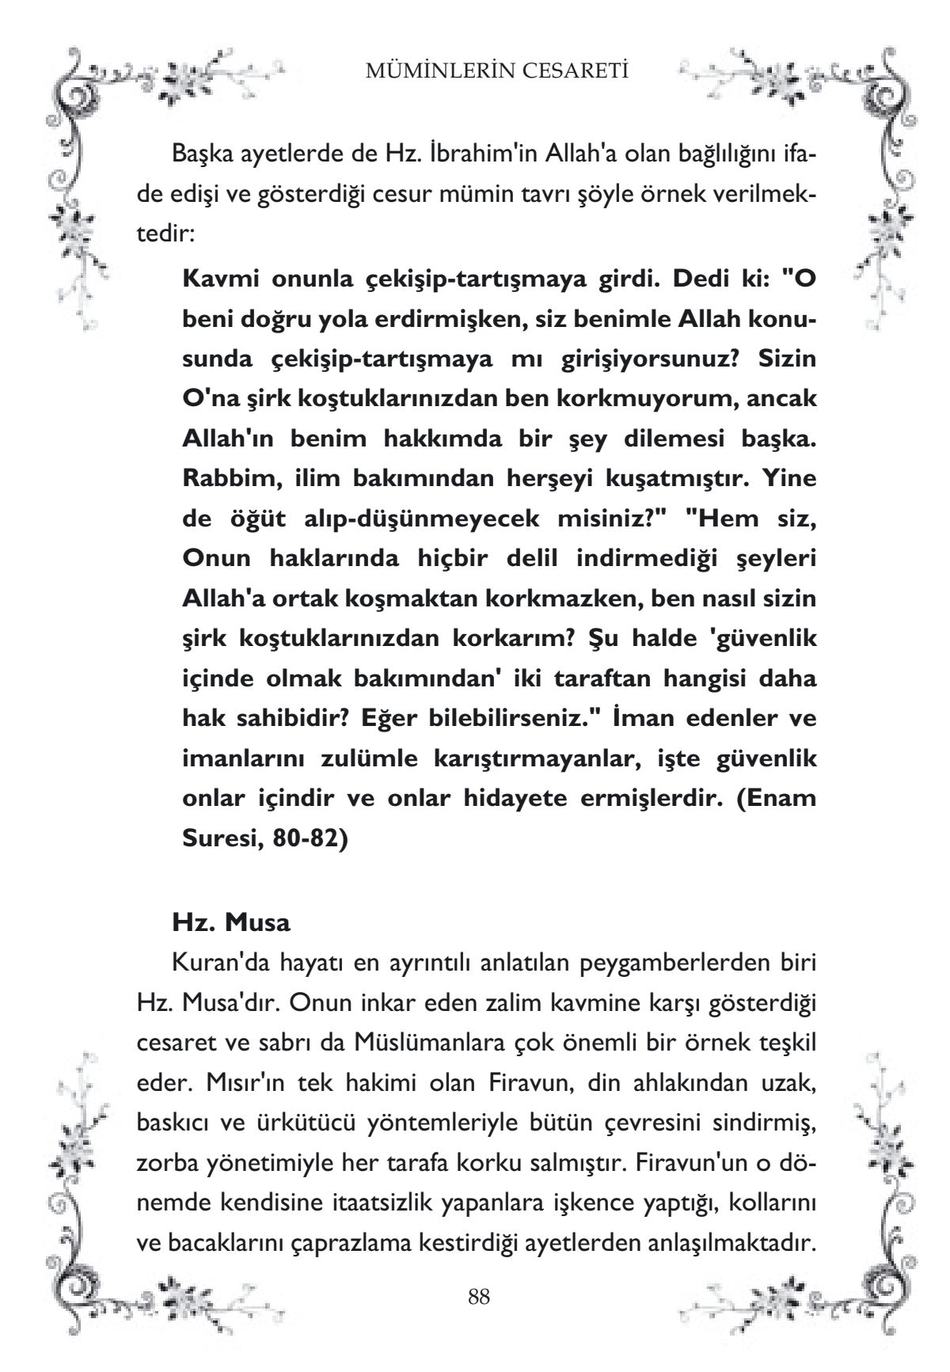 MÜMİNLERİN CESARETİ
Başka ayetlerde de Hz. İbrahim'in Allah'a olan bağlılığını ifa-
de edişi ve gösterdiği cesur mümin tavrı şöyle örnek verilmek-
tedir:
Kavmi onunla çekişip-tartışmaya girdi. Dedi ki: "O
beni doğru yola erdirmişken, siz benimle Allah konu-
sunda çekişip-tartışmaya mı girişiyorsunuz? Sizin
O'na şirk koştuklarınızdan ben korkmuyorum, ancak
Allah'ın benim hakkımda bir şey dilemesi başka.
Rabbim, ilim bakımından herşeyi kuşatmıştır. Yine
de öğüt alıp-düşünmeyecek misiniz?" "Hem siz,
Onun haklarında hiçbir delil indirmediği şeyleri
Allah'a ortak koşmaktan korkmazken, ben nasıl sizin
şirk koştuklarınızdan korkarım? Şu halde 'güvenlik
içinde olmak bakımından' iki taraftan hangisi daha
hak sahibidir? Eğer bilebilirseniz." İman edenler ve
imanlarını zulümle karıştırmayanlar, işte güvenlik
onlar içindir ve onlar hidayete ermişlerdir. (Enam
Suresi, 80-82)
Hz. Musa
Kuran'da hayatı en ayrıntılı anlatılan peygamberlerden biri
Hz. Musa'dır. Onun inkar eden zalim kavmine karşı gösterdiği
cesaret ve sabrı da Müslümanlara çok önemli bir örnek teşkil
eder. Mısır'ın tek hakimi olan Firavun, din ahlakından uzak,
baskıcı ve ürkütücü yöntemleriyle bütün çevresini sindirmiş,
zorba yönetimiyle her tarafa korku salmıştır. Firavun'un o dö-
nemde kendisine itaatsizlik yapanlara işkence yaptığı, kollarını
ve bacaklarını çaprazlama kestirdiği ayetlerden anlaşılmaktadır.
88